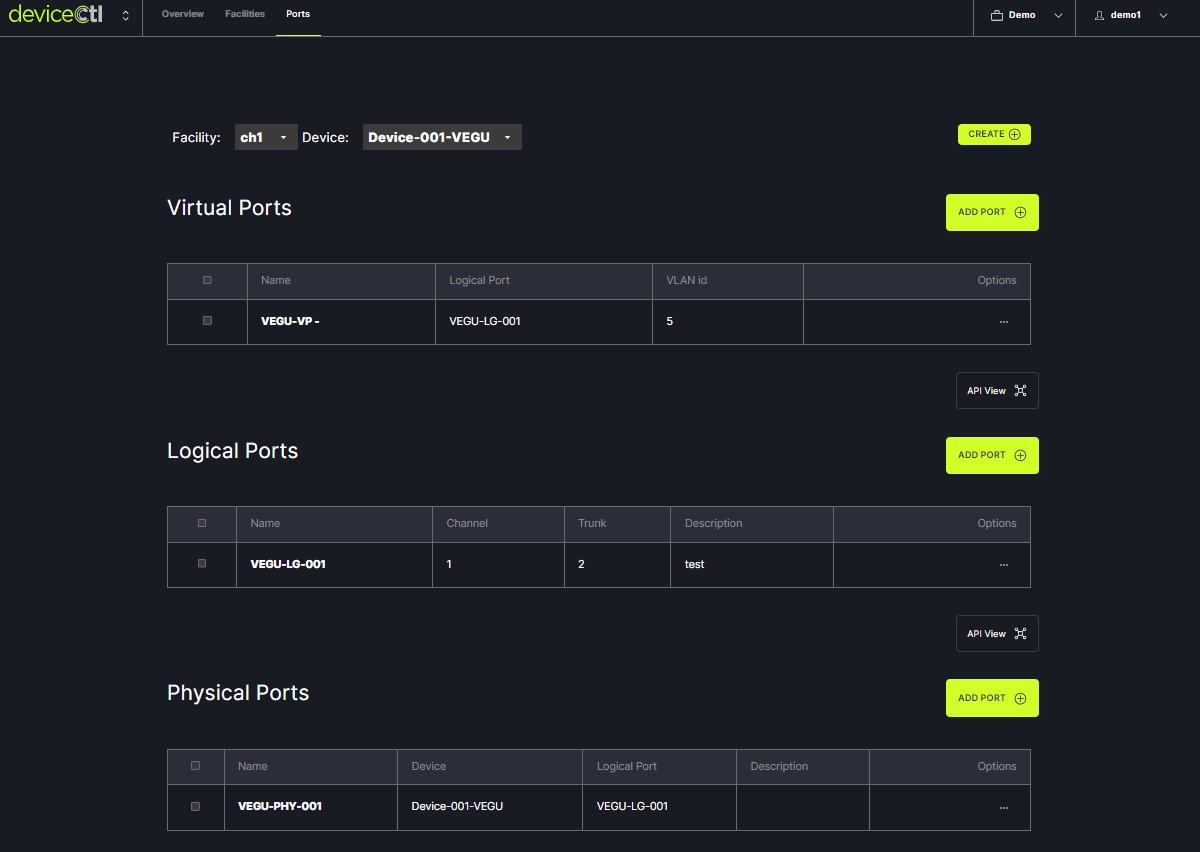 devicectl Overview Facilities Ports Demo demo1
Facility: ch1 Device: Device-001-VEGU CREATE
Virtual Ports ADD PORT
Name Logical Port VLAN id Options
VEGU-VP - VEGU-LG-001 5 ...
API View
Logical Ports ADD PORT
Name Channel Trunk Description Options
VEGU-LG-001 1 2 test ...
API View
Physical Ports ADD PORT
Name Device Logical Port Description Options
VEGU-PHY-001 Device-001-VEGU VEGU-LG-001 ...